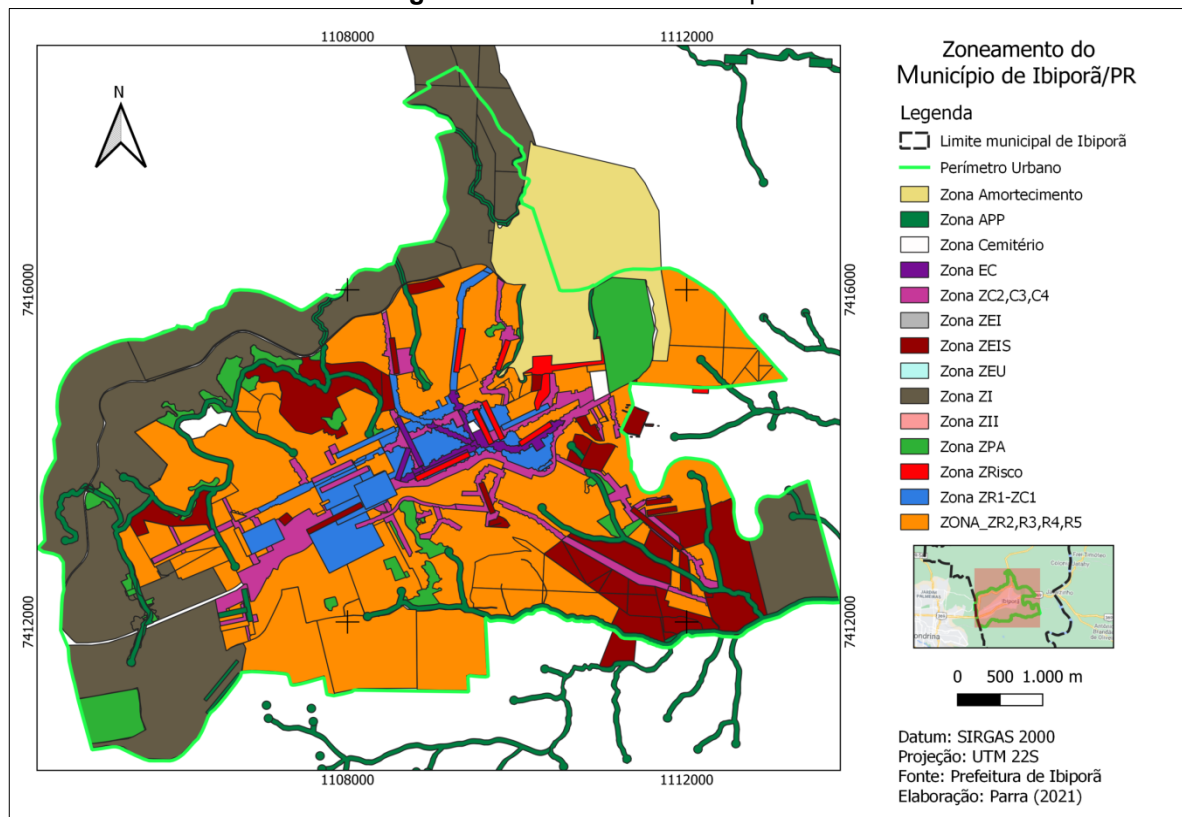 1108000
1112000
N
7416000
7416000
7412000
7412000
1108000
1112000
Zoneamento do
Município de Ibiporã/PR
Legenda
Limite municipal de Ibiporã
Perímetro Urbano
Zona Amortecimento
Zona APP
Zona Cemitério
Zona EC
Zona ZC2,C3,C4
Zona ZEI
Zona ZEIS
Zona ZEU
Zona ZI
Zona ZII
Zona ZPA
Zona ZRisco
Zona ZR1-ZC1
ZONA_ZR2,R3,R4,R5
Ibiporã
0 500 1.000 m
Datum: SIRGAS 2000
Projeção: UTM 22S
Fonte: Prefeitura de Ibiporã
Elaboração: Parra (2021)